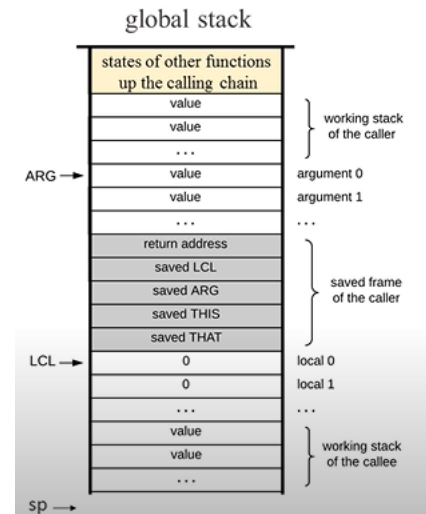 global stack
states of other functions
up the calling chain
value
value
...
working stack
of the caller
ARG
value
argument 0
value
argument 1
...
...
return address
saved LCL
saved ARG
saved THIS
saved THAT
saved frame
of the caller
LCL
0
local 0
0
local 1
...
...
value
value
...
working stack
of the callee
sp